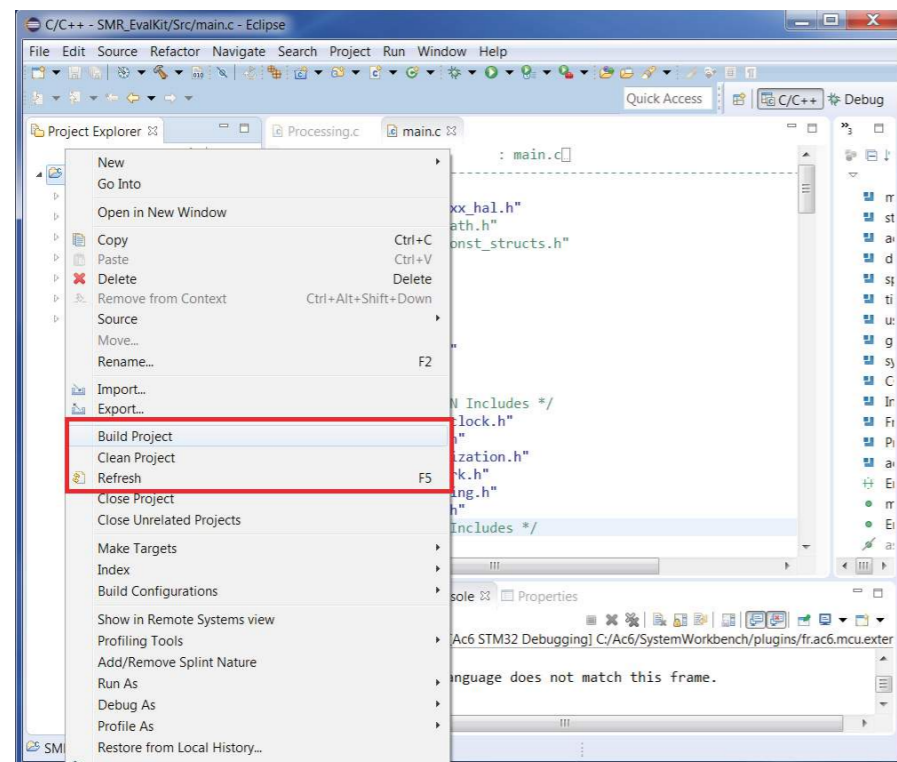 C/C++ - SMR_EvalKit/Src/main.c - Eclipse
File Edit Source Refactor Navigate Search Project Run Window Help
Quick Access C/C++ Debug
Project Explorer Processing.c main.c 3
: main.c
New
Go Into
Open in New Window
xx_hal.h"
ath.h"
onst_structs.h"
Copy Ctrl+C
Paste Ctrl+V
Delete Delete
Remove from Context Ctrl+Alt+Shift+Down
Source
Move...
Rename... F2
Import...
Export...
N Includes */
clock.h"
Build Project
h"
Clean Project
ization.h"
Refresh F5
rk.h"
ing.h"
Close Project
h"
Close Unrelated Projects
Includes */
Make Targets
Index
Build Configurations
sole Properties
Show in Remote Systems view
Profiling Tools
[Ac6 STM32 Debugging] C:/Ac6/SystemWorkbench/plugins/fr.ac6.mcu.exter
Add/Remove Splint Nature
Run As
anguage does not match this frame.
Debug As
Profile As
Restore from Local History...
SM